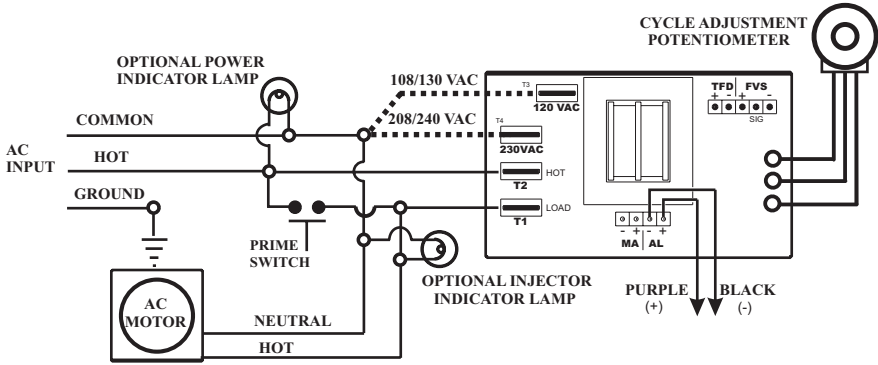 CYCLE ADJUSTMENT
POTENTIOMETER
OPTIONAL POWER
INDICATOR LAMP
108/130 VAC
T3
120 VAC
TFD FVS
+ - + -
SIG
COMMON
208/240 VAC
T4
230VAC
AC
INPUT
HOT
T2
HOT
GROUND
T1
LOAD
PRIME
SWITCH
- + - +
MA AL
OPTIONAL INJECTOR
INDICATOR LAMP
PURPLE
(+)
BLACK
(-)
AC
MOTOR
NEUTRAL
HOT